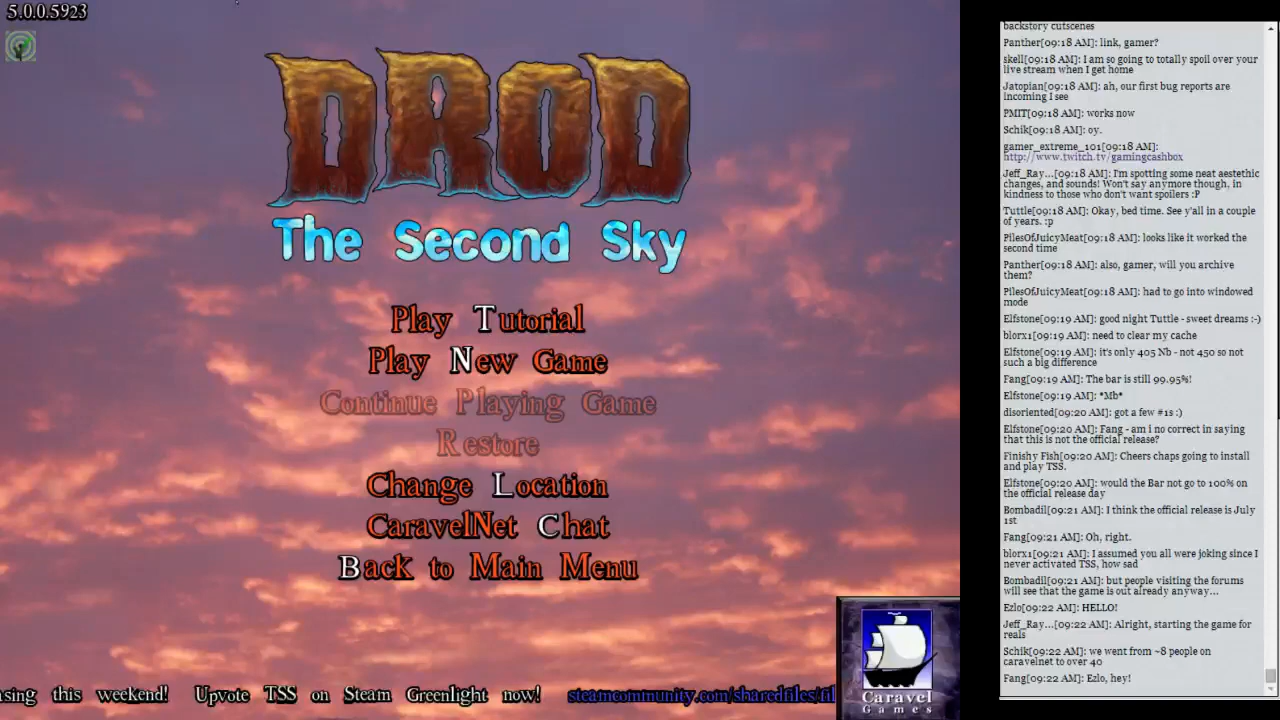 5.0.0.5923
DROD
The Second Sky
Play Tutorial
Play New Game
Continue Playing Game
Restore
Change Location
CaravelNet Chat
Back to Main Menu
this weekend! Upvote TSS on Steam Greenlight now! steamcommunity.com/sharedfiles/fil
Caravel
Games
backstory cutscenes
Panther[09:18 AM]: link, gamer?
skell[09:18 AM]: I am so going to totally spoil over your
live stream when I get home
Jatopian[09:18 AM]: ah, our first bug reports are
incoming I see
PMIT[09:18 AM]: works now
Schik[09:18 AM]: oy.
gamer_extreme_101[09:18 AM]:
http://www.twitch.tv/gamingcashbox
Jeff_Ray...[09:18 AM]: I'm spotting some neat aestethic
changes, and sounds! Won't say anymore though, in
kindness to those who don't want spoilers :P
Tuttle[09:18 AM]: Okay, bed time. See y'all in a couple
of years. :p
PilesOfJuicyMeat[09:18 AM]: looks like it worked the
second time
Panther[09:18 AM]: also, gamer, will you archive
them?
PilesOfJuicyMeat[09:18 AM]: had to go into windowed
mode
Elfstone[09:19 AM]: good night Tuttle - sweet dreams :-)
blorx1[09:19 AM]: need to clear my cache
Elfstone[09:19 AM]: it's only 405 Nb - not 450 so not
such a big difference
Fang[09:19 AM]: The bar is still 99.95%!
Elfstone[09:19 AM]: *Mb*
disoriented[09:20 AM]: got a few #1s :)
Elfstone[09:20 AM]: Fang - am i no correct in saying
that this is not the official release?
Finishy Fish[09:20 AM]: Cheers chaps going to install
and play TSS.
Elfstone[09:20 AM]: would the Bar not go to 100% on
the official release day
Bombadil[09:21 AM]: I think the official release is July
1st
Fang[09:21 AM]: Oh, right.
blorx1[09:21 AM]: I assumed you all were joking since I
never activated TSS, how sad
Bombadil[09:21 AM]: but people visiting the forums
will see that the game is out already anyway...
Ezlo[09:22 AM]: HELLO!
Jeff_Ray...[09:22 AM]: Alright, starting the game for
reals
Schik[09:22 AM]: we went from ~8 people on
caravelnet to over 40
Fang[09:22 AM]: Ezlo, hey!